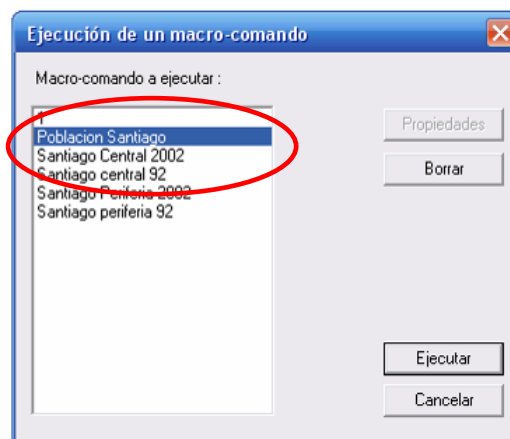 Ejecución de un macro-comando
Macro-comando a ejecutar :
1
Poblacion Santiago
Santiago Central 2002
Santiago central 92
Santiago Periferia 2002
Santiago periferia 92
Propiedades
Borrar
Ejecutar
Cancelar